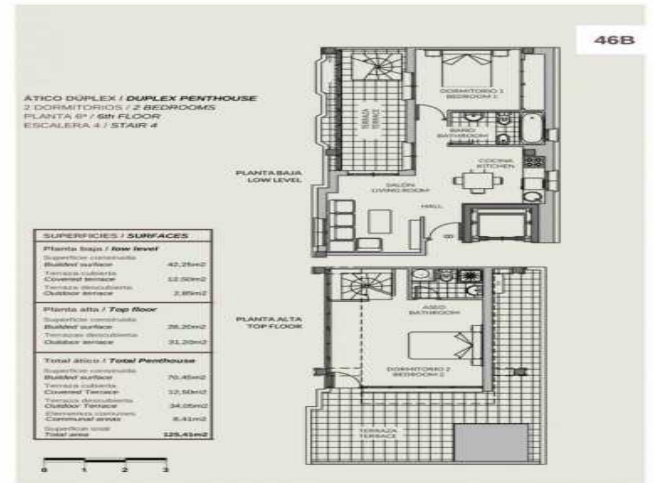 46B
ÁTICO DÚPLEX / DUPLEX PENTHOUSE
2 DORMITORIOS / 2 BEDROOMS
PLANTA 6ª / 6th FLOOR
ESCALERA 4 / STAIR 4
PLANTA BAJA
LOW LEVEL
DORMITORIO 1
BEDROOM 1
BAÑO
BATHROOM
TERRAZA
TERRACE
COCINA
KITCHEN
SALÓN
LIVING ROOM
HALL
SUPERFICIES / SURFACES
Planta baja / low level
Superficie construida
Builded surface 42,25m2
Terraza cubierta
Covered terrace 12,50m2
Terraza descubierta
Outdoor terrace 2,85m2
Planta alta / Top floor
Superficie construida
Builded surface 28,20m2
Terrazas descubierta
Outdoor terrace 31,20m2
Total ático / Total Penthouse
Superficie construida
Builded surface 70,45m2
Terraza cubierta
Covered Terrace 12,50m2
Terraza descubierta
Outdoor Terrace 34,05m2
Elementos comunes
Communal areas 8,41m2
Superficie total
Total area 125,41m2
PLANTA ALTA
TOP FLOOR
ASEO
BATHROOM
DORMITORIO 2
BEDROOM 2
TERRAZA
TERRACE
0 1 2 3